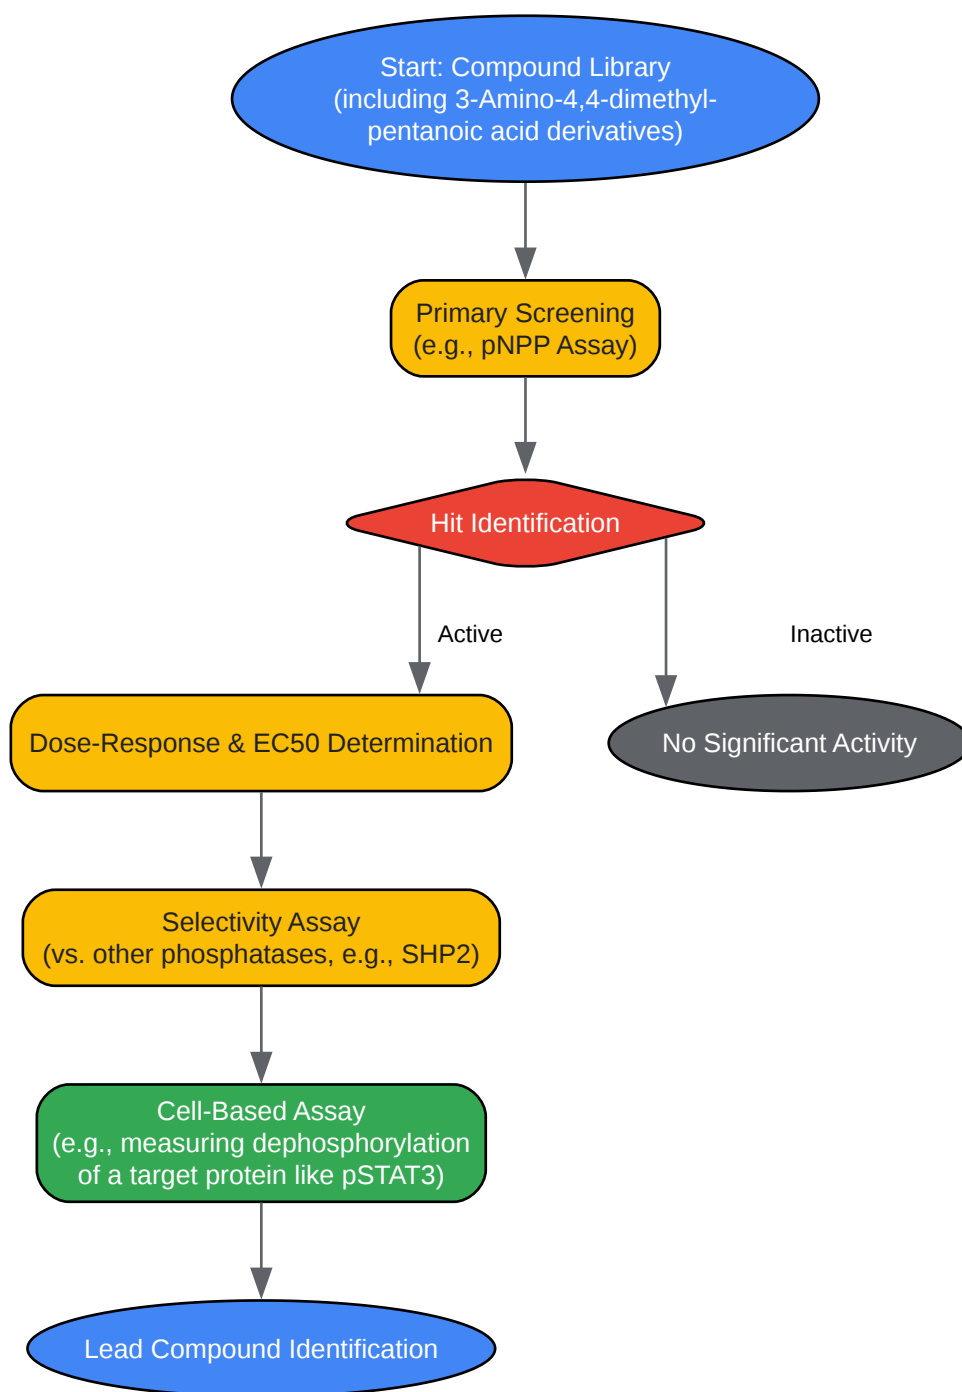 Start: Compound Library
(including 3-Amino-4,4-dimethyl-
pentanoic acid derivatives)
Primary Screening
(e.g., pNPP Assay)
Hit Identification
Active
Inactive
Dose-Response & EC50 Determination
No Significant Activity
Selectivity Assay
(vs. other phosphatases, e.g., SHP2)
Cell-Based Assay
(e.g., measuring dephosphorylation
of a target protein like pSTAT3)
Lead Compound Identification